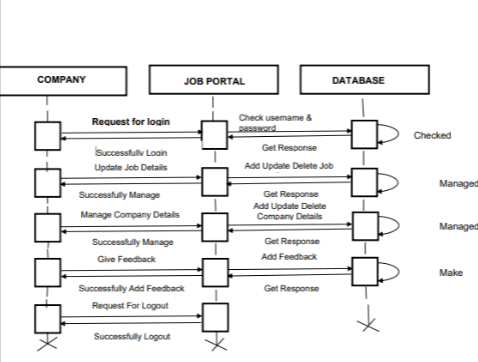 COMPANY
JOB PORTAL
DATABASE
Request for login
Check username &
password
Checked
Successfully Login
Get Response
Update Job Details
Add Update Delete Job
Managed
Successfully Manage
Get Response
Manage Company Details
Add Update Delete
Company Details
Managed
Successfully Manage
Get Response
Give Feedback
Add Feedback
Make
Successfully Add Feedback
Get Response
Request For Logout
Successfully Logout